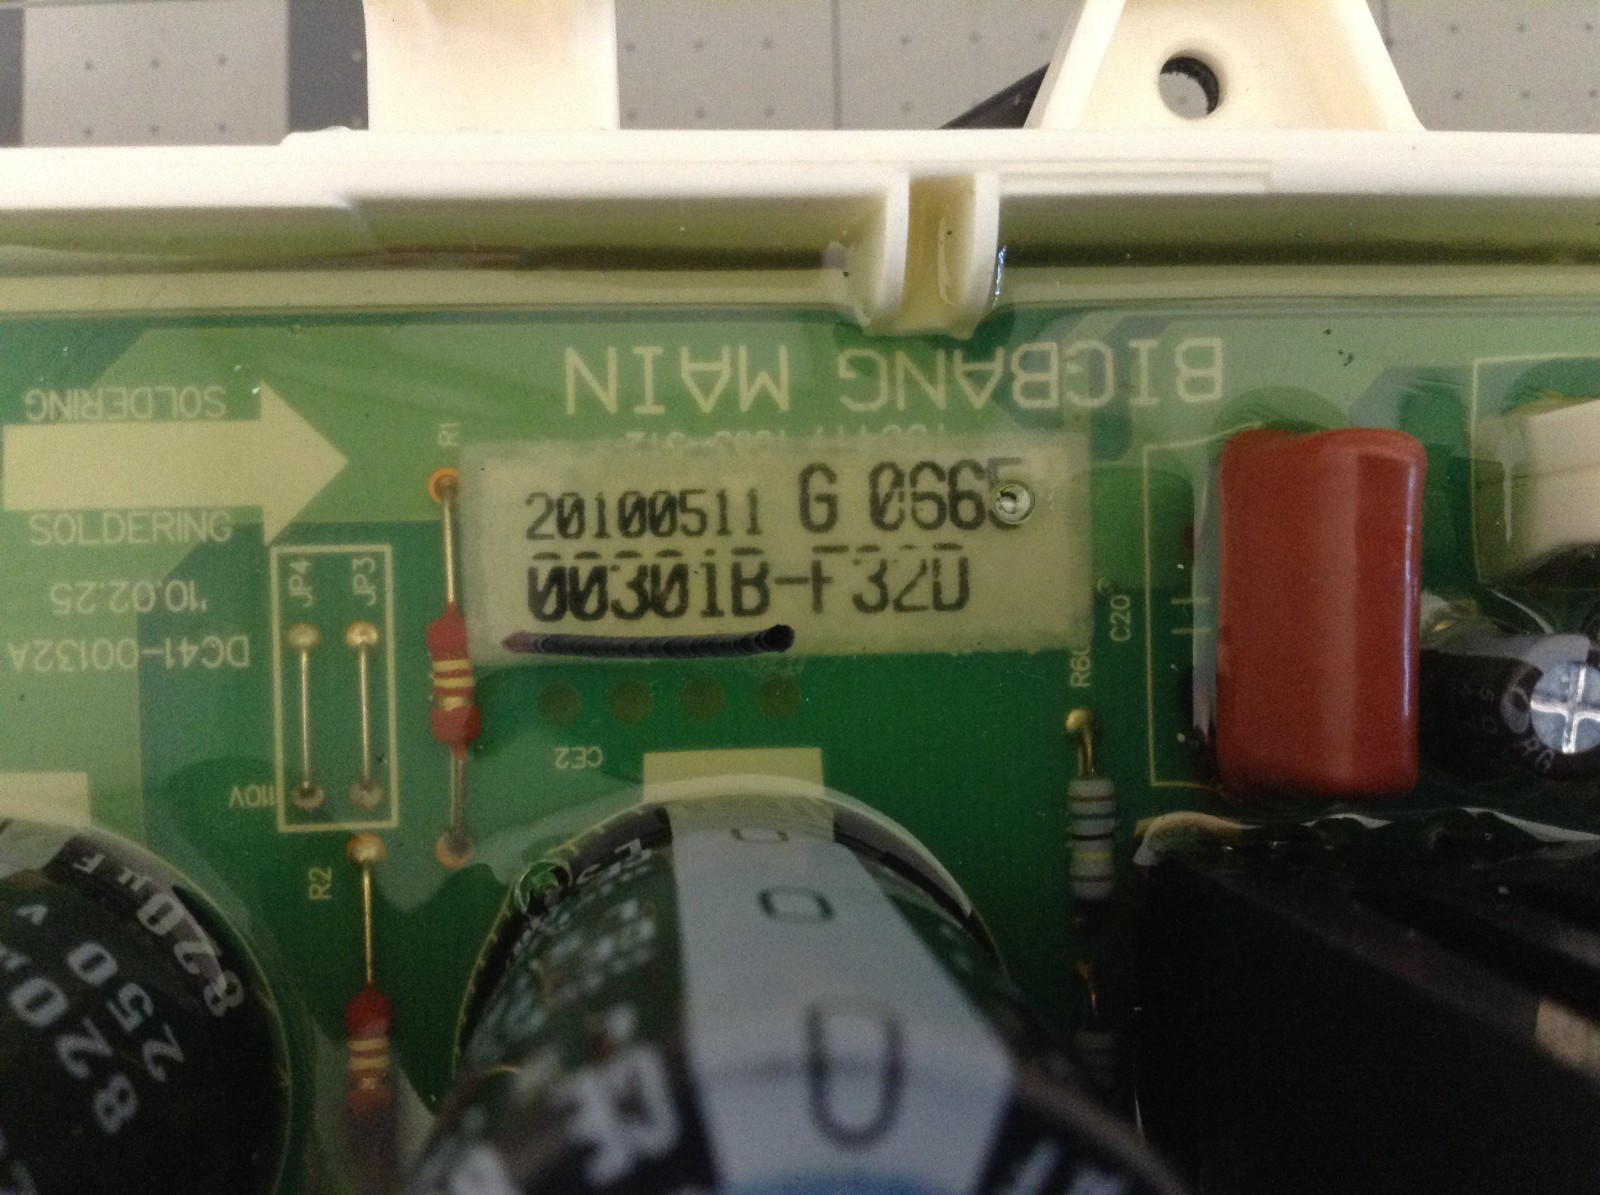 BIGBANG MAIN
SOLDERING
20100511 G 0665
00301B-F32D
SOLDERING
'10.02.25
DC41-00132A
R1
JP4
JP3
110V
R2
CE2
820µF
250
820